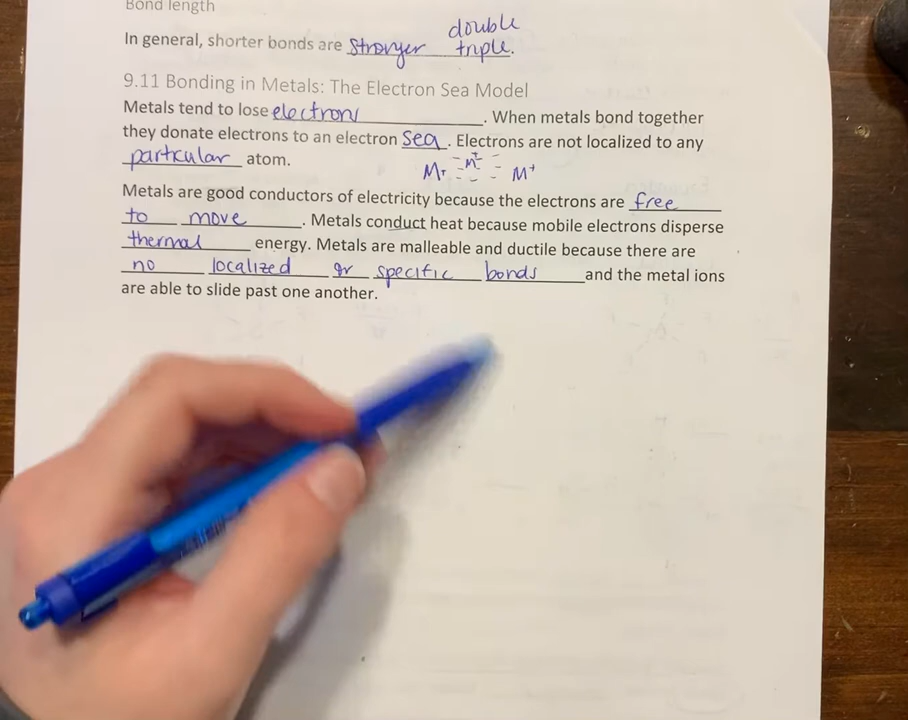 Bond length
double
In general, shorter bonds are stronger triple.
9.11 Bonding in Metals: The Electron Sea Model
Metals tend to lose electrons. When metals bond together
they donate electrons to an electron sea. Electrons are not localized to any
particular atom.
M+ M+ M+
Metals are good conductors of electricity because the electrons are free
to move. Metals conduct heat because mobile electrons disperse
thermal energy. Metals are malleable and ductile because there are
no localized or specific bonds and the metal ions
are able to slide past one another.